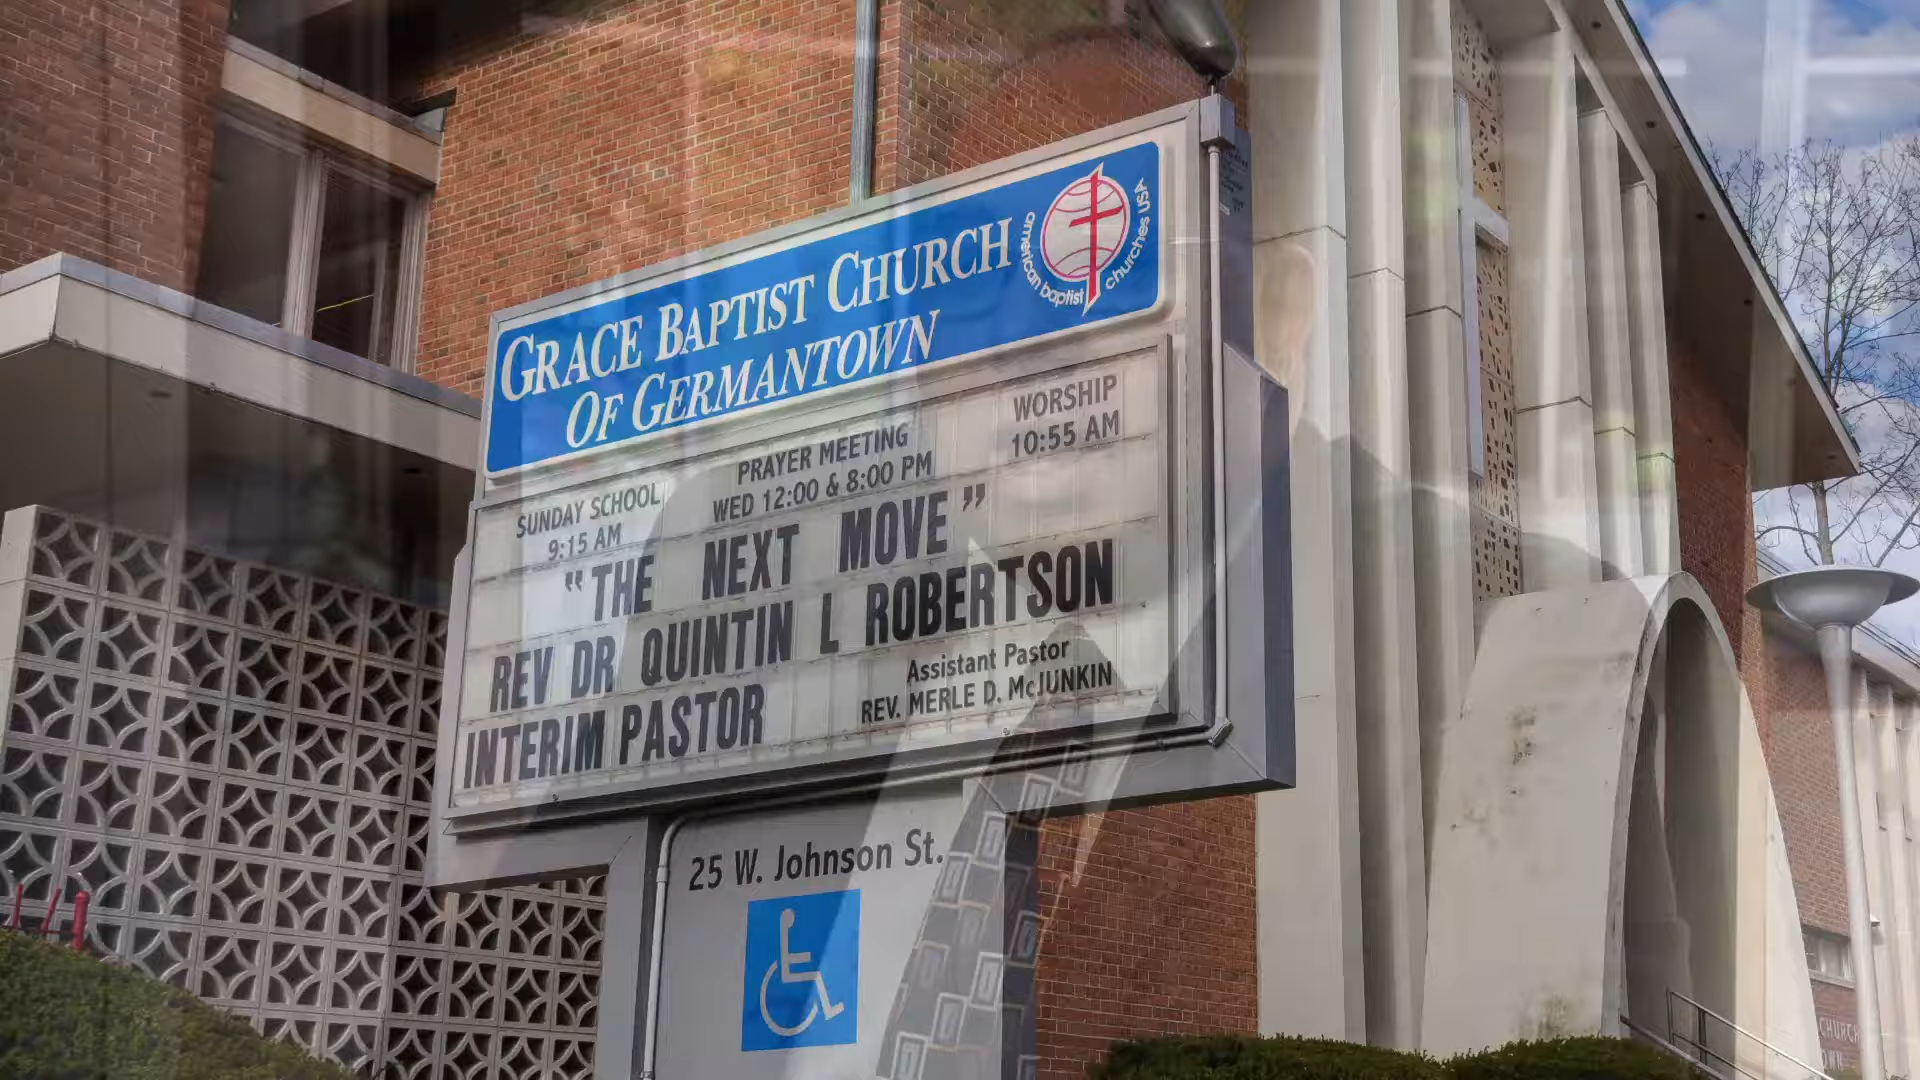 GRACE BAPTIST CHURCH
OF GERMANTOWN
american baptist churches USA
SUNDAY SCHOOL
9:15 AM
PRAYER MEETING
WED 12:00 & 8:00 PM
WORSHIP
10:55 AM
"THE NEXT MOVE"
REV DR QUINTIN L ROBERTSON
INTERIM PASTOR
Assistant Pastor
REV. MERLE D. McJUNKIN
25 W. Johnson St.
CHURCH